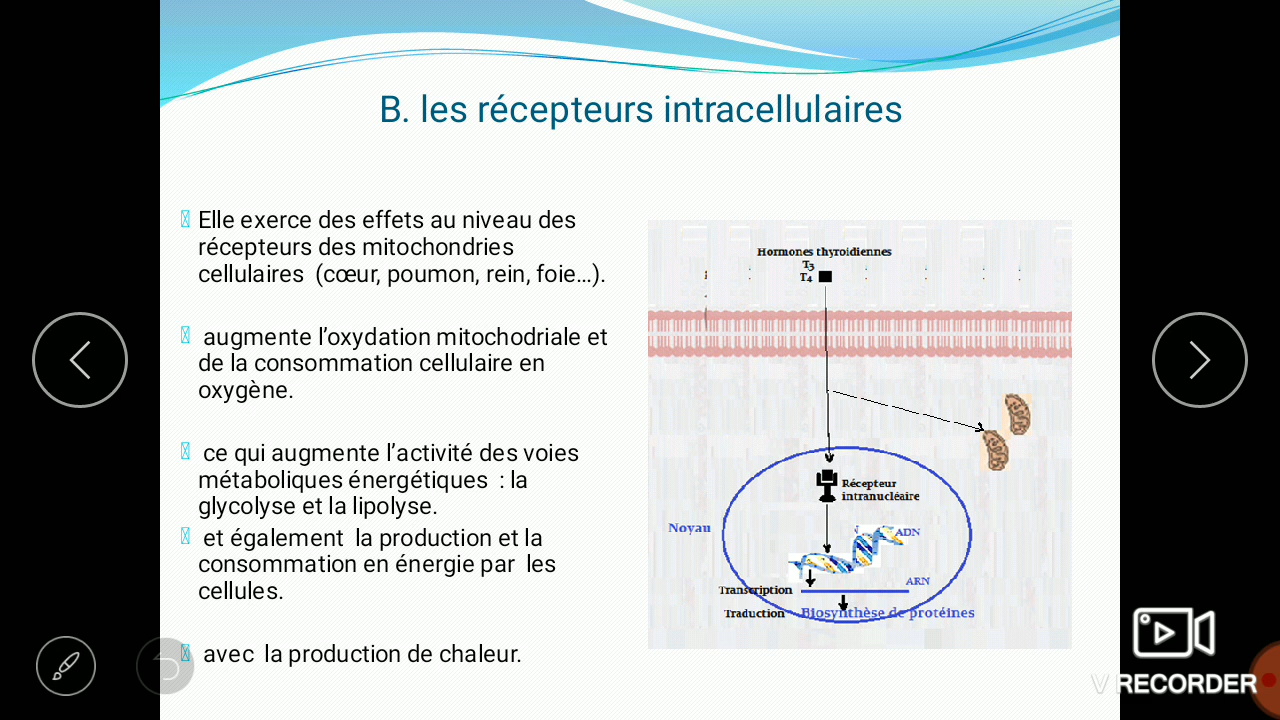 B. les récepteurs intracellulaires
Elle exerce des effets au niveau des
récepteurs des mitochondries
cellulaires (cœur, poumon, rein, foie…).
augmente l’oxydation mitochodriale et
de la consommation cellulaire en
oxygène.
ce qui augmente l’activité des voies
métaboliques énergétiques : la
glycolyse et la lipolyse.
et également la production et la
consommation en énergie par les
cellules.
avec la production de chaleur.
Hormones thyroidiennes
T3
T4
Récepteur
intranucléaire
Noyau
ADN
ARN
Transcription
Traduction
Biosynthèse de protéines
V RECORDER